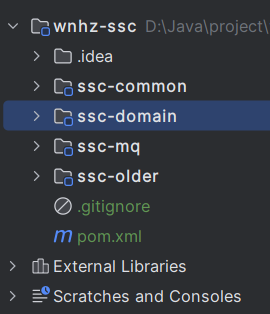 wnhz-ssc D:\Java\project\
.idea
ssc-common
ssc-domain
ssc-mq
ssc-older
.gitignore
pom.xml
External Libraries
Scratches and Consoles